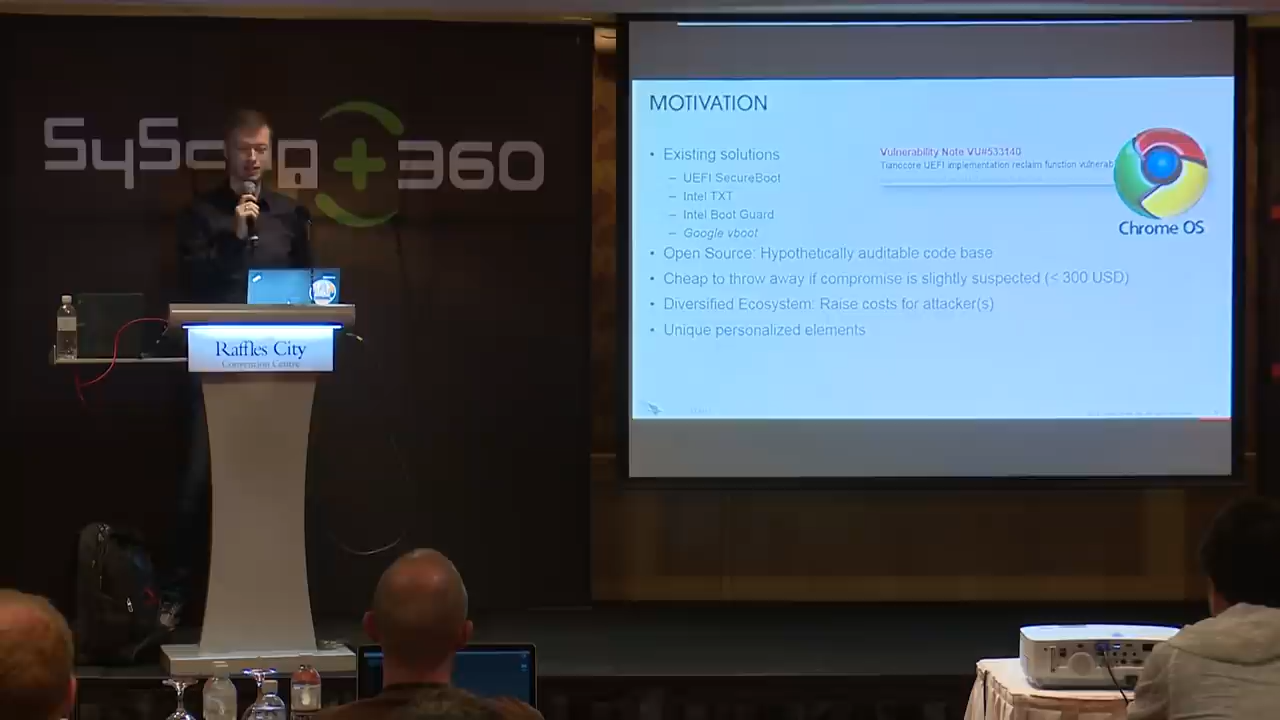 SyScan+360
Raffles City
Convention Centre
MOTIVATION
• Existing solutions
– UEFI SecureBoot
– Intel TXT
– Intel Boot Guard
– Google vboot
• Open Source: Hypothetically auditable code base
• Cheap to throw away if compromise is slightly suspected (< 300 USD)
• Diversified Ecosystem: Raise costs for attacker(s)
• Unique personalized elements
Vulnerability Note VU#533140
Tianocore UEFI implementation reclaim function vulnerab
Chrome OS